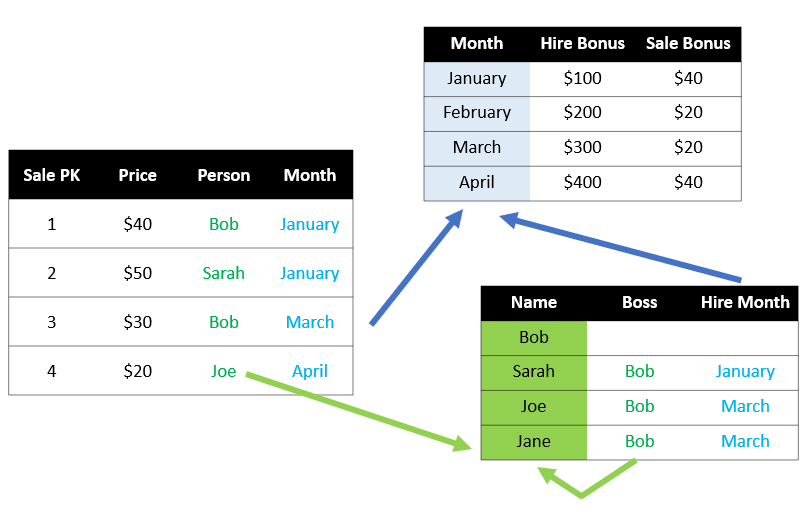 Month Hire Bonus Sale Bonus
January $100 $40
February $200 $20
March $300 $20
April $400 $40
Sale PK Price Person Month
1 $40 Bob January
2 $50 Sarah January
3 $30 Bob March
4 $20 Joe April
Name Boss Hire Month
Bob
Sarah Bob January
Joe Bob March
Jane Bob March